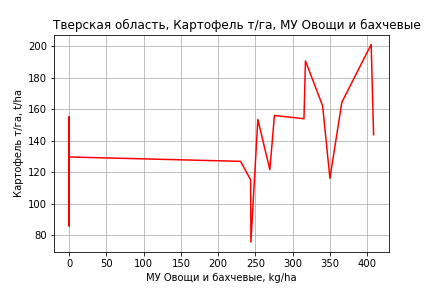 Тверская область, Картофель т/га, МУ Овощи и бахчевые
200
180
160
140
120
100
80
Картофель т/га, t/ha
0 50 100 150 200 250 300 350 400
МУ Овощи и бахчевые, kg/ha